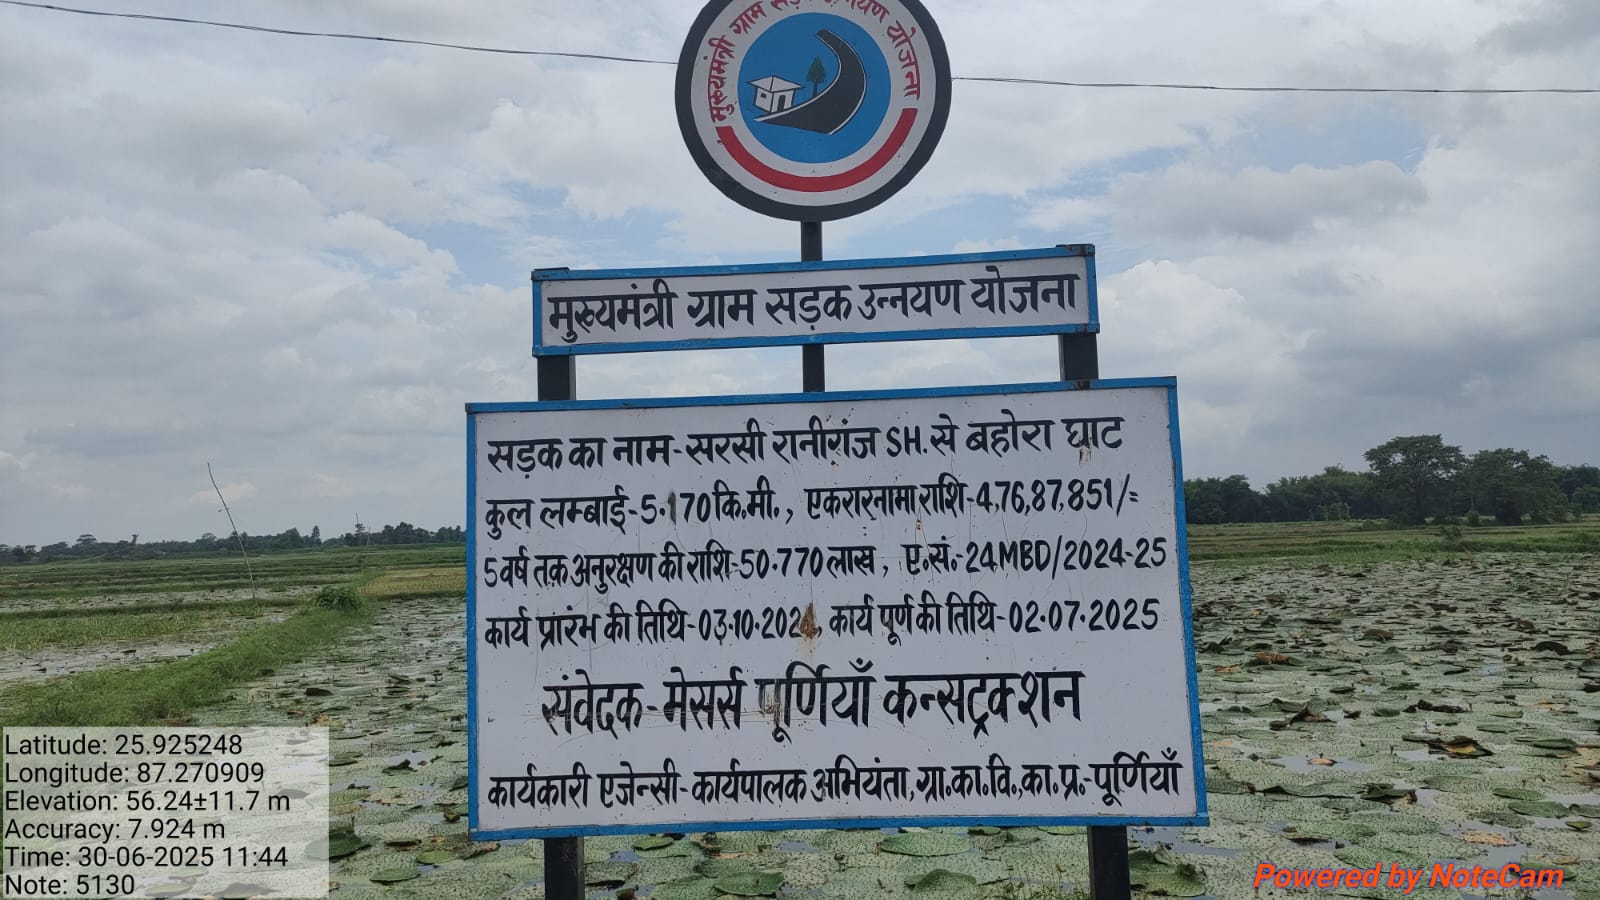 मुख्यमंत्री ग्राम सड़क उन्नयण योजना
मुख्यमंत्री ग्राम सड़क उन्नयण योजना
सड़क का नाम-सरसी रानीगंज SH. से बहोरा घाट
कुल लम्बाई-5.170 कि.मी., एकरारनामा राशि-4,76,87,851/=
5 वर्ष तक अनुरक्षण की राशि-50.770 लाख, ए.सं.-24MBD/2024-25
कार्य प्रारंभ की तिथि-03.10.2024, कार्य पूर्ण की तिथि-02.07.2025
संवेदक-मेसर्स पूर्णियाँ कन्सट्रक्शन
कार्यकारी एजेन्सी-कार्यपालक अभियंता, ग्रा.का.वि., का.प्र.-पूर्णियाँ
Latitude: 25.925248
Longitude: 87.270909
Elevation: 56.24±11.7 m
Accuracy: 7.924 m
Time: 30-06-2025 11:44
Note: 5130
Powered by NoteCam